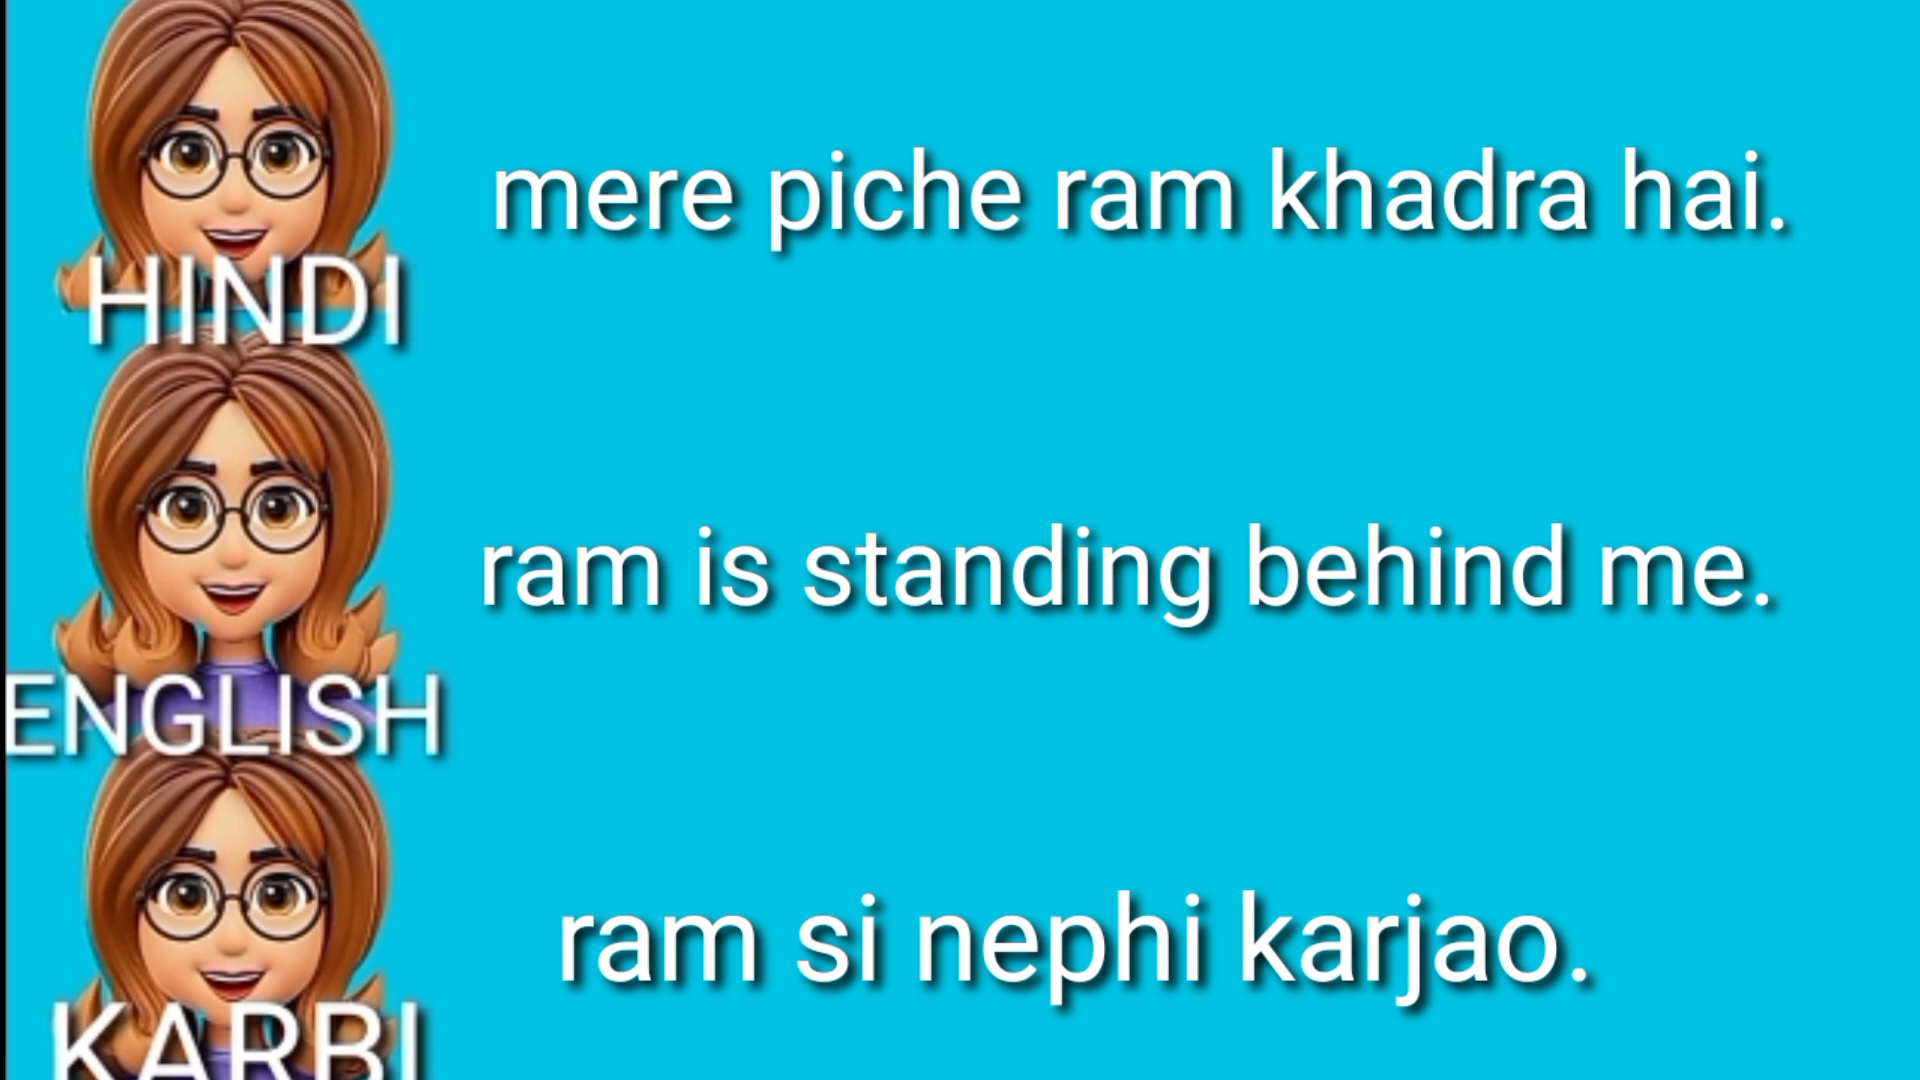 mere piche ram khadra hai.
HINDI
ram is standing behind me.
ENGLISH
ram si nephi karjao.
KARBI